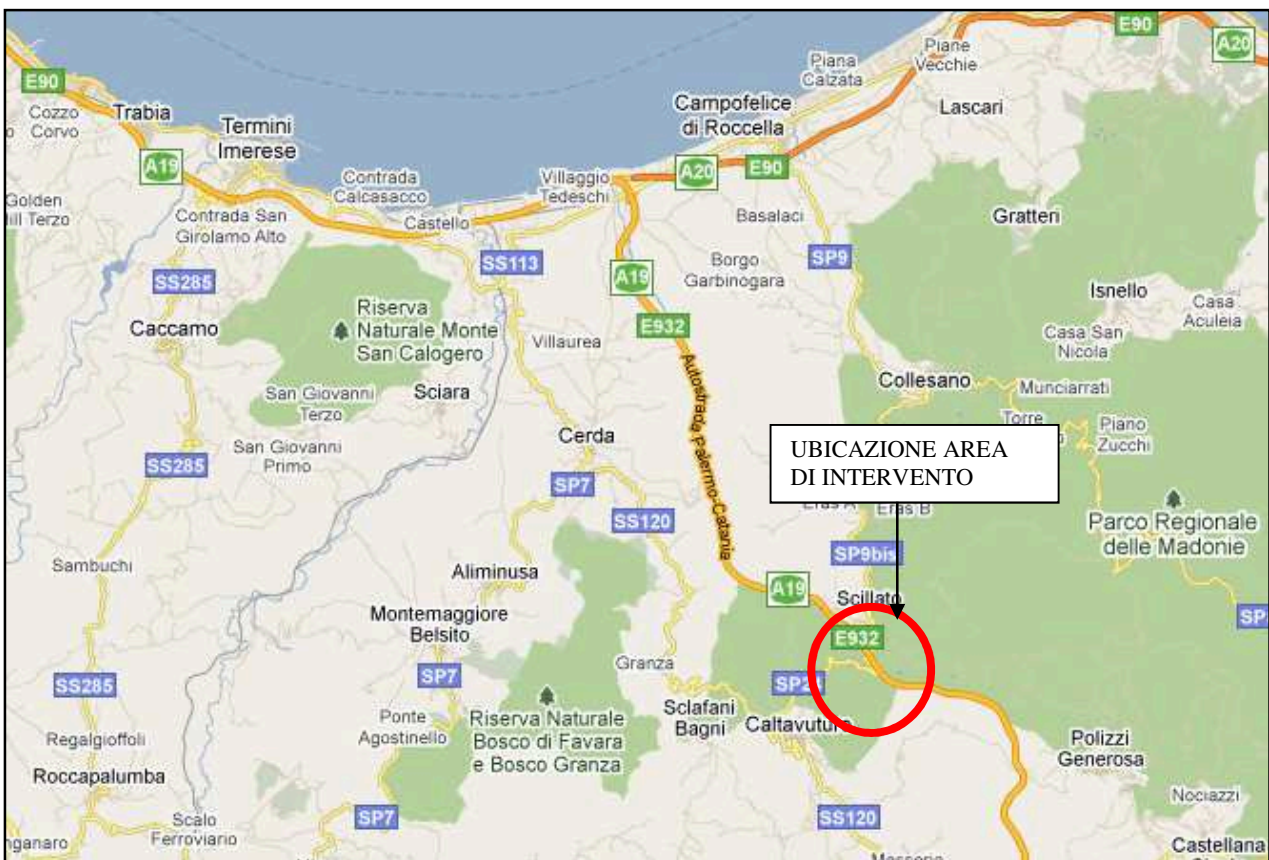 E90
A20
Piane
Vecchie
Piana
Calzata
E90
Cozzo
Corvo
Trabia
Termini
Imerese
Campofelice
di Roccella
Lascari
A19
Contrada
Calcasacco
Villaggio
Tedeschi
A20
E90
Golden
Contrada San
Girolamo Alto
Castello
Basalaci
Gratteri
SS113
A19
Borgo
Garbinogara
SP9
SS285
Riserva
Naturale Monte
San Calogero
E932
Isnello
Casa
Aculeia
Caccamo
Villaurea
Casa San
Nicola
San Giovanni
Terzo
Sciara
Autostrada Palermo-Catania
Collesano
Munciarrati
Torre
Piano
Zucchi
Cerda
San Giovanni
Primo
SS285
UBICAZIONE AREA
DI INTERVENTO
SP7
SS120
Parco Regionale
delle Madonie
SP9bis
Sambuchi
Aliminusa
A19
Scillato
Montemaggiore
Belsito
SP
E932
Granza
SS285
SP7
Sclafani
Bagni
Caltavuturo
Ponte
Agostinello
Riserva Naturale
Bosco di Favara
e Bosco Granza
Regalgioffoli
Polizzi
Generosa
Roccapalumba
Nociazzi
Scalo
Ferroviario
SP7
SS120
Castellana